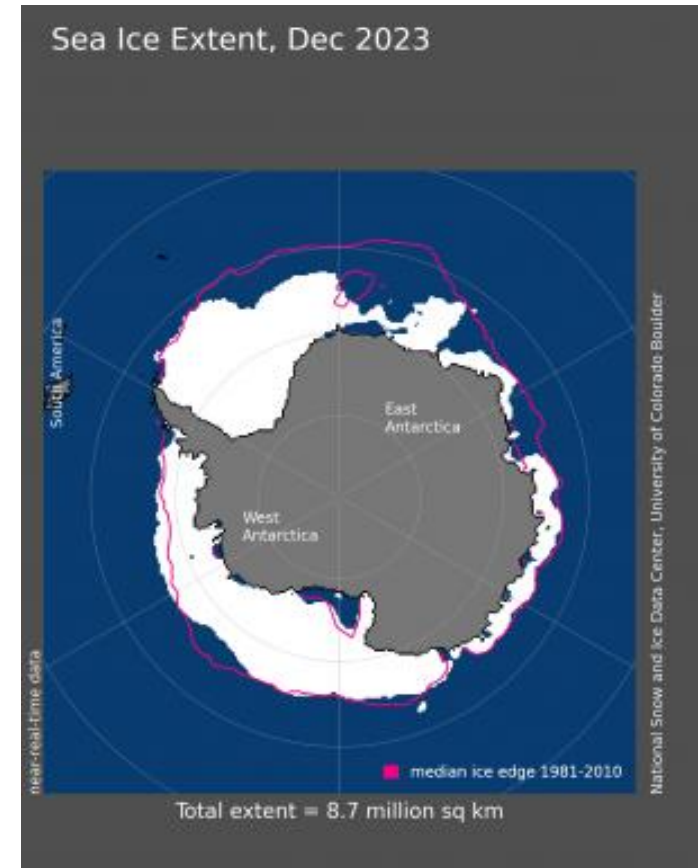 Sea Ice Extent, Dec 2023
South America
East
Antarctica
West
Antarctica
near-real-time data
National Snow and Ice Data Center, University of Colorado Boulder
median ice edge 1981-2010
Total extent = 8.7 million sq km